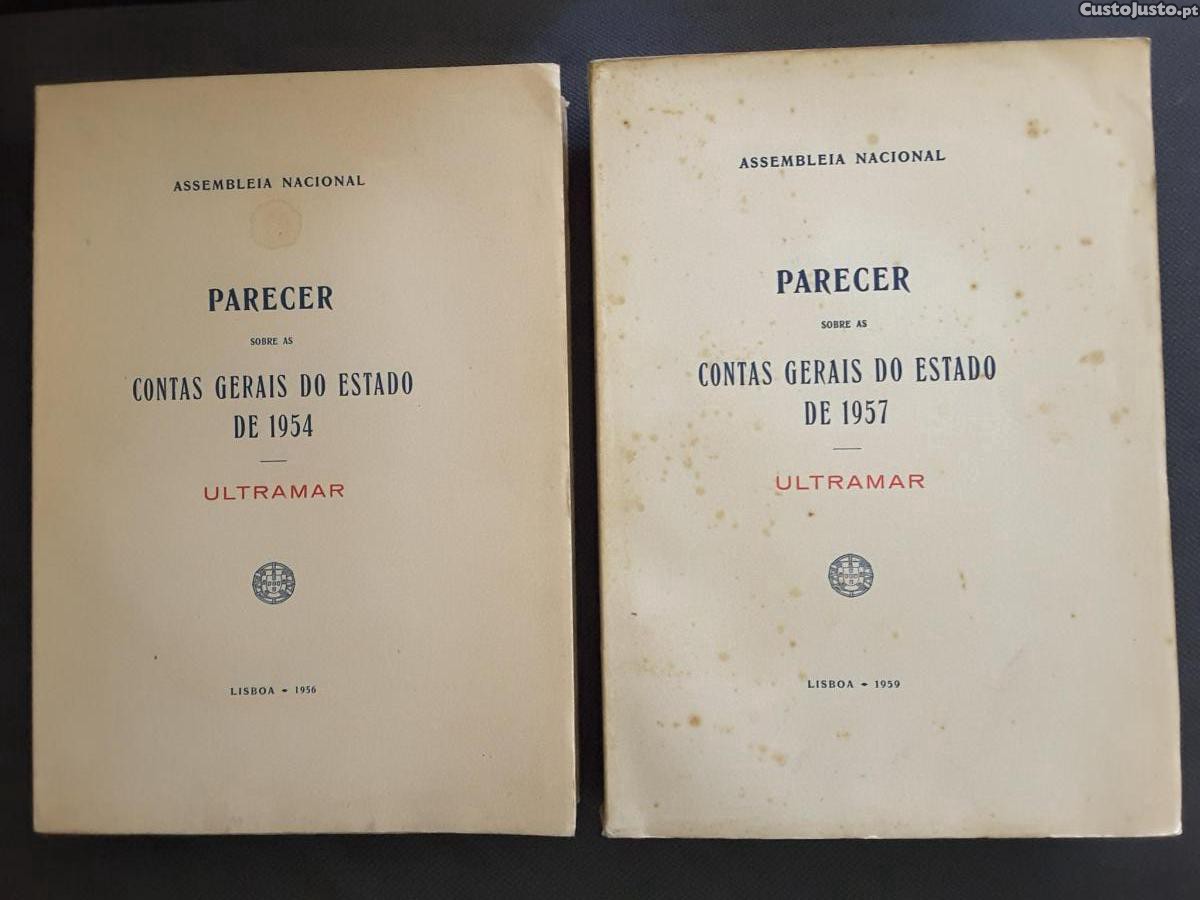 CustoJusto.pt
ASSEMBLEIA NACIONAL
PARECER
SOBRE AS
CONTAS GERAIS DO ESTADO
DE 1954
ULTRAMAR
LISBOA - 1956
ASSEMBLEIA NACIONAL
PARECER
SOBRE AS
CONTAS GERAIS DO ESTADO
DE 1957
ULTRAMAR
LISBOA - 1959